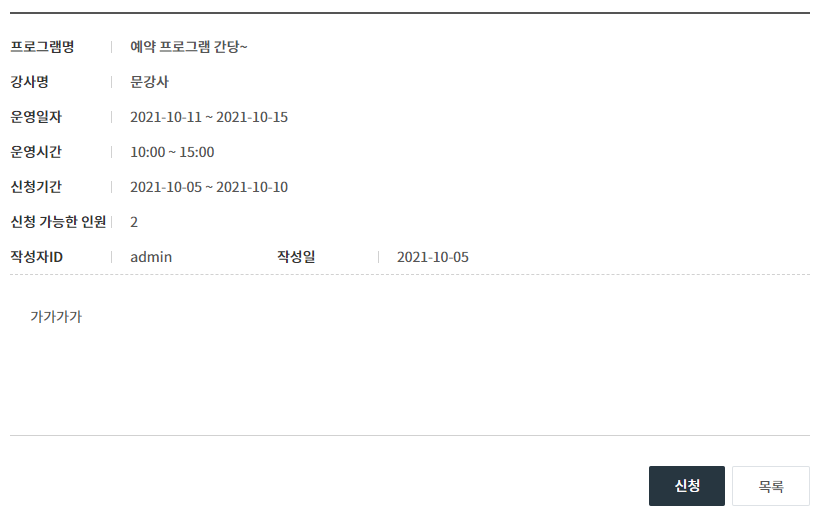 프로그램명 예약 프로그램 간당~
강사명 문강사
운영일자 2021-10-11 ~ 2021-10-15
운영시간 10:00 ~ 15:00
신청기간 2021-10-05 ~ 2021-10-10
신청 가능한 인원 2
작성자ID admin 작성일 2021-10-05
가가가가
신청 목록